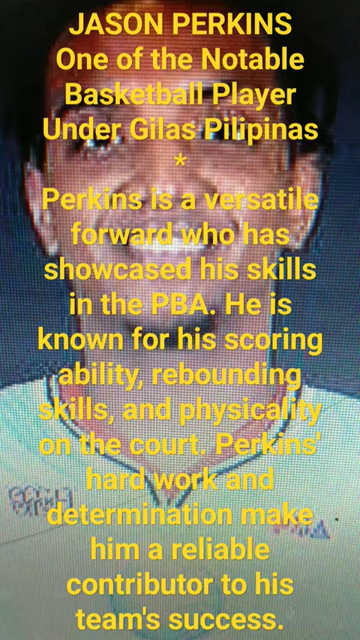 JASON PERKINS
One of the Notable
Basketball Player
Under Gilas Pilipinas
*
Perkins is a versatile
forward who has
showcased his skills
in the PBA. He is
known for his scoring
ability, rebounding
skills, and physicality
on the court. Perkins'
hard work and
determination make
him a reliable
contributor to his
team's success.